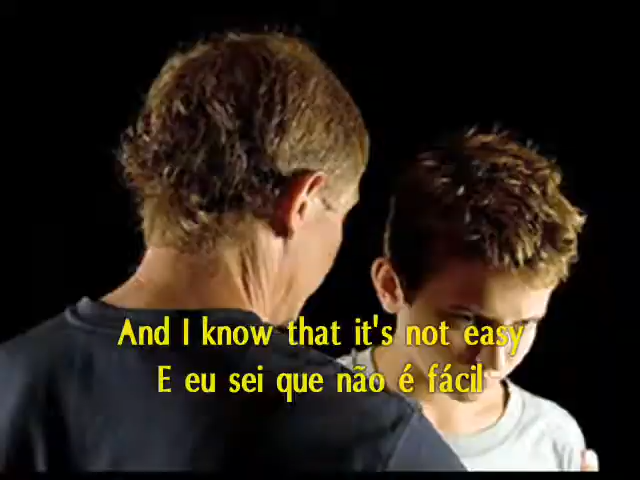 And I know that it's not easy
E eu sei que não é fácil